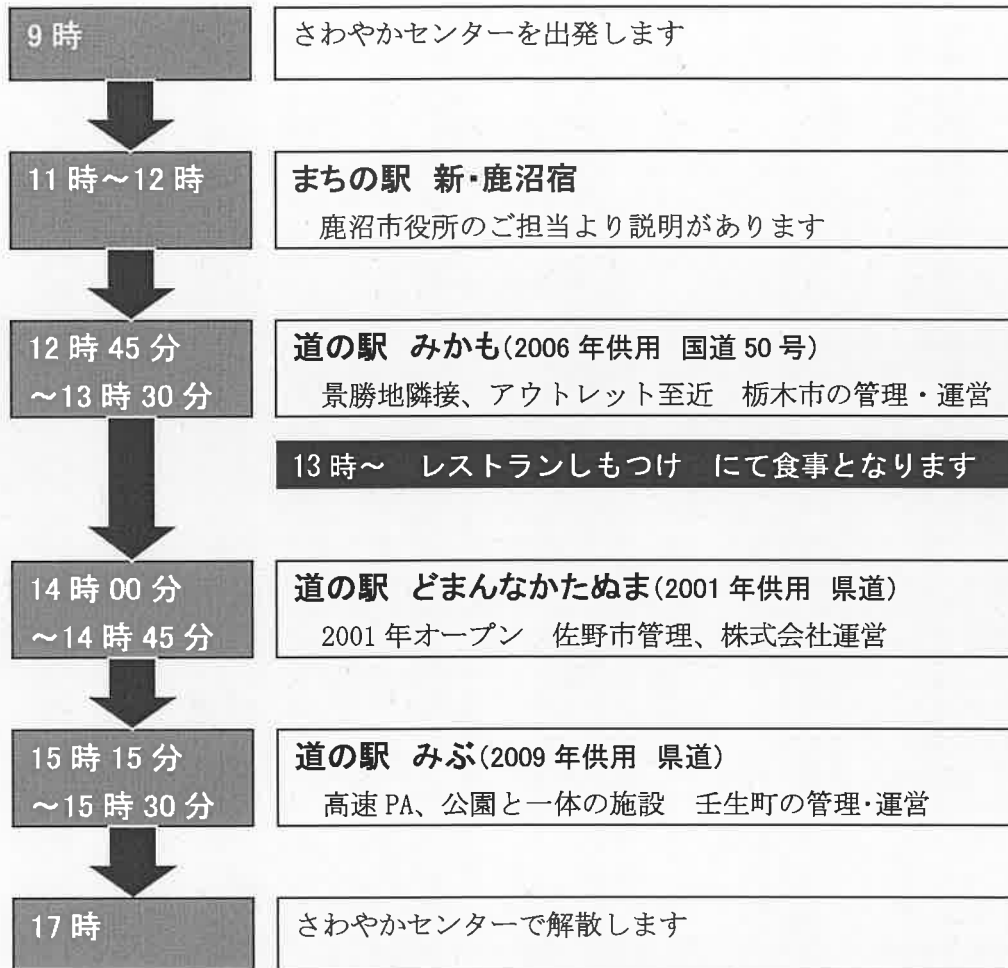 9時
さわやかセンターを出発します
11時～12時
まちの駅 新・鹿沼宿
鹿沼市役所のご担当より説明があります
12時45分
～13時30分
道の駅 みかも(2006年供用 国道50号)
景勝地隣接、アウトレット至近 栃木市の管理・運営
13時～ レストランしもつけ にて食事となります
14時00分
～14時45分
道の駅 どまんなかたぬま(2001年供用 県道)
2001年オープン 佐野市管理、株式会社運営
15時15分
～15時30分
道の駅 みぶ(2009年供用 県道)
高速PA、公園と一体の施設 壬生町の管理・運営
17時
さわやかセンターで解散します